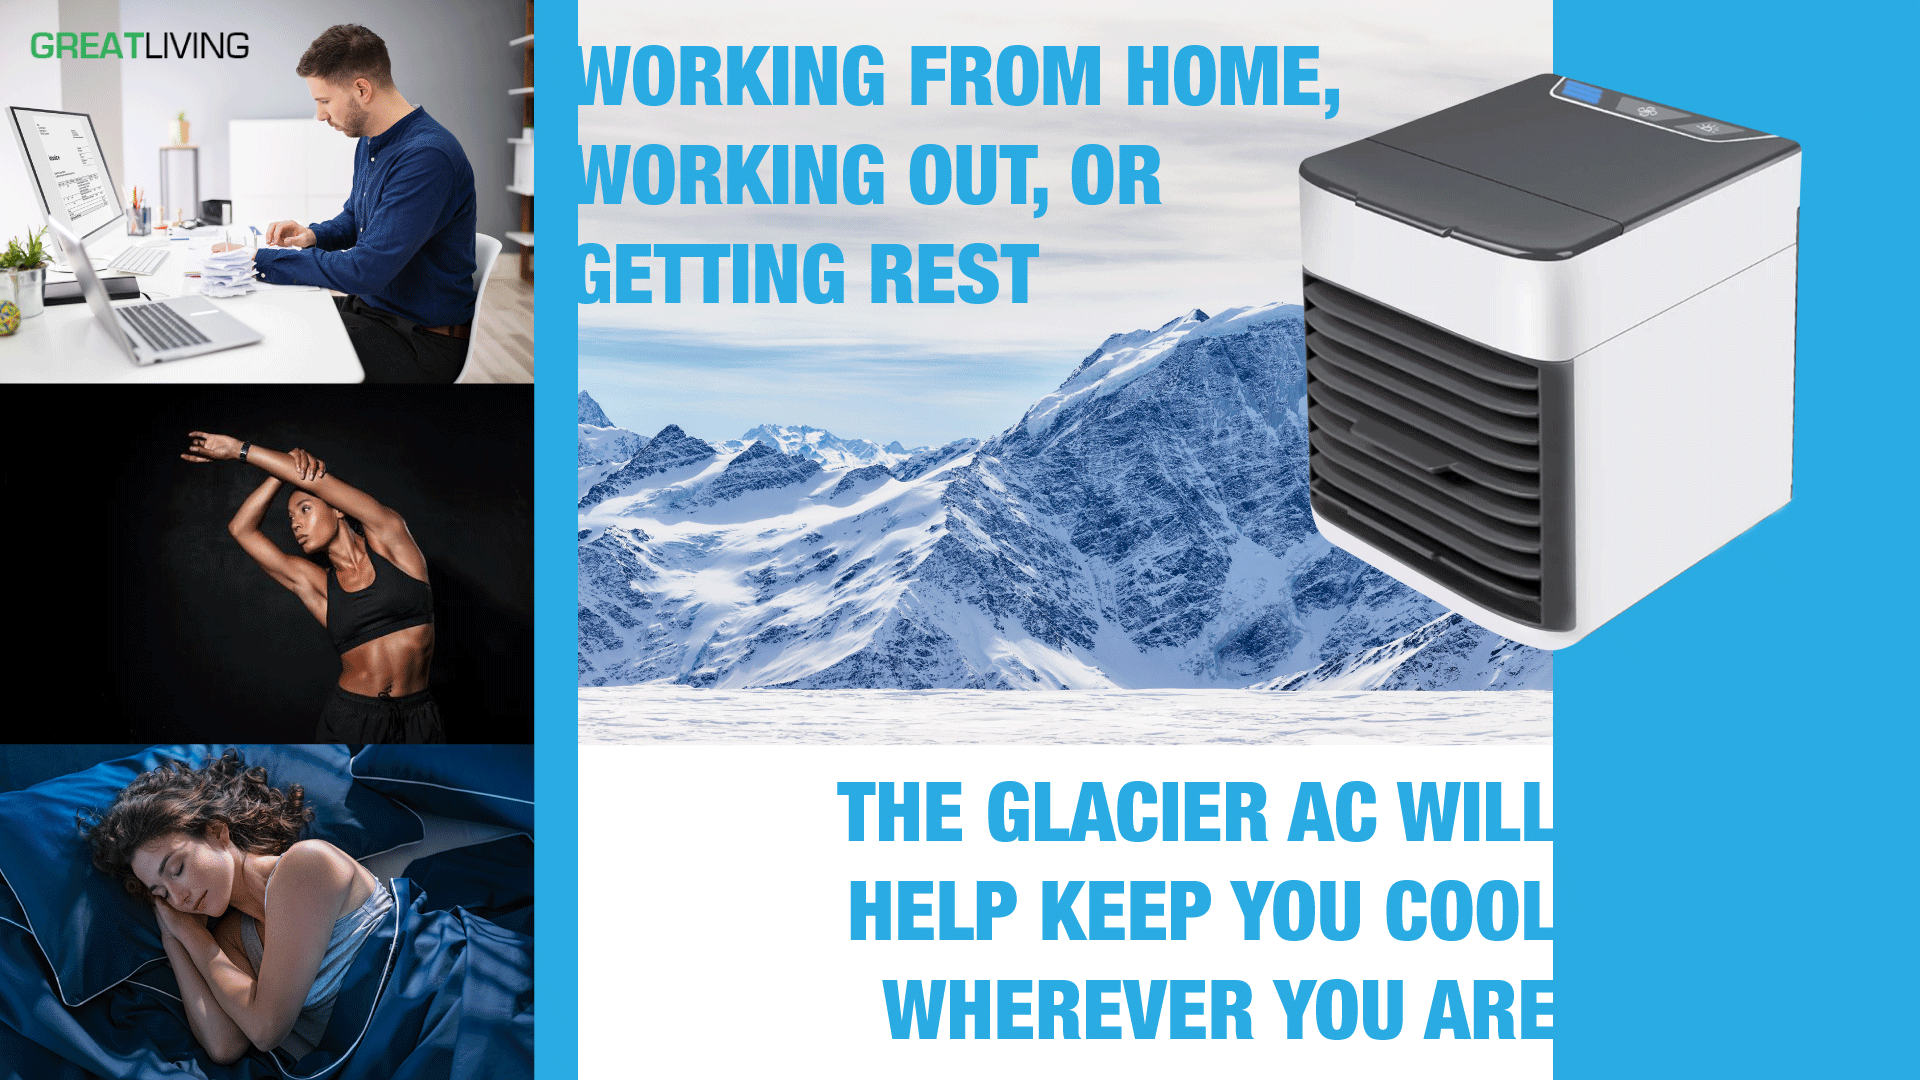 GREATLIVING
WORKING FROM HOME,
WORKING OUT, OR
GETTING REST
THE GLACIER AC WILL
HELP KEEP YOU COOL
WHEREVER YOU ARE